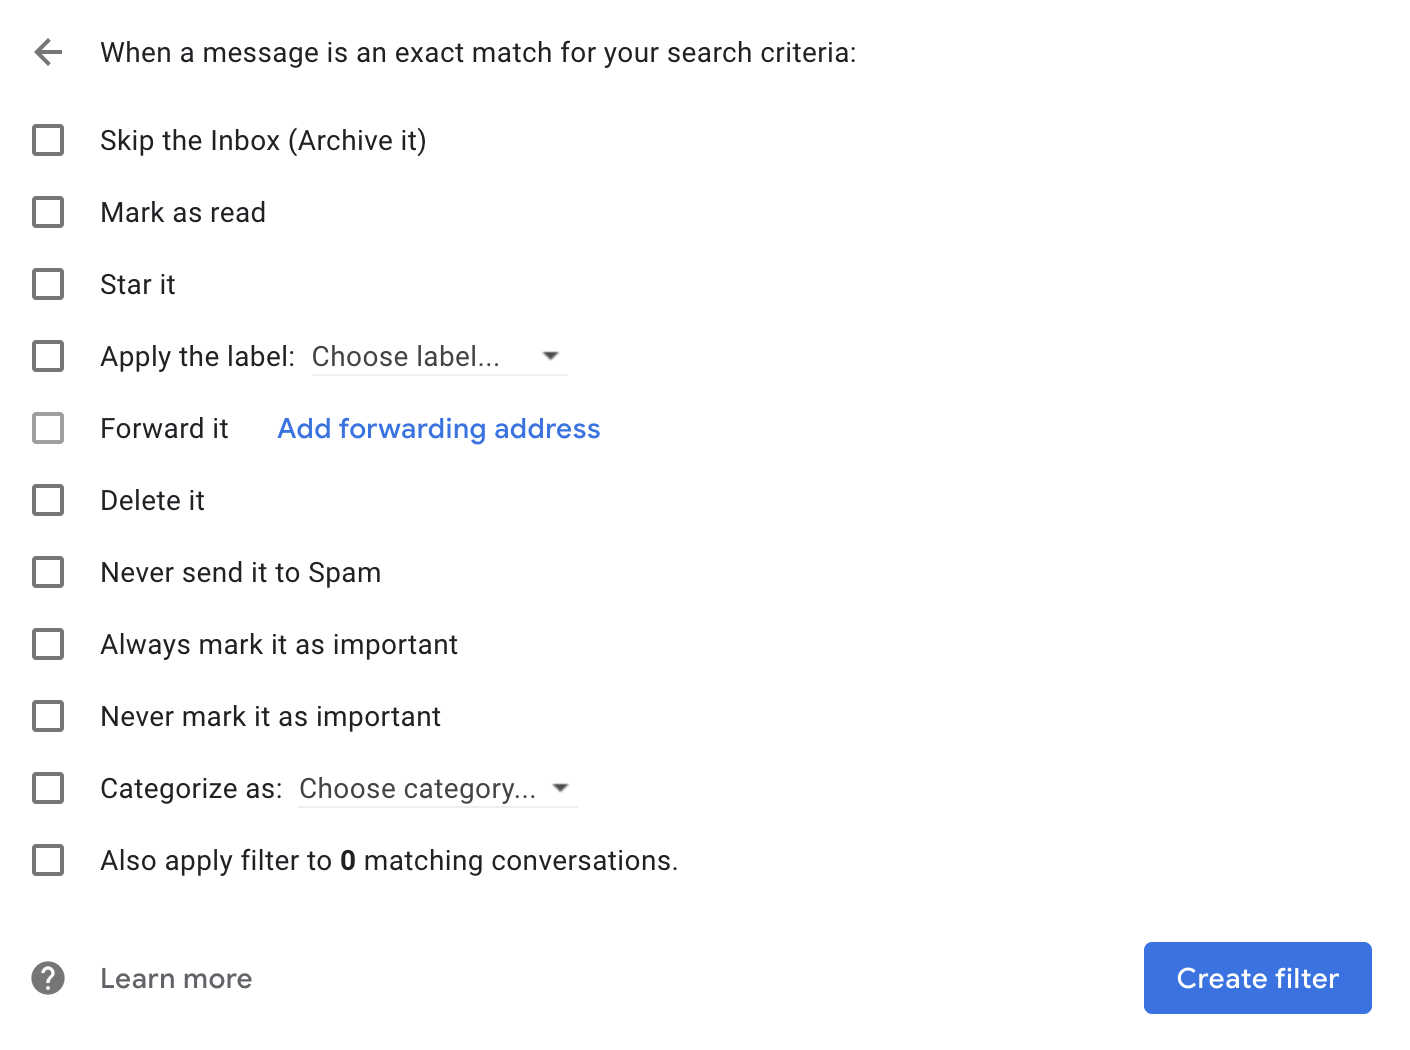 When a message is an exact match for your search criteria:
Skip the Inbox (Archive it)
Mark as read
Star it
Apply the label: Choose label...
Forward it Add forwarding address
Delete it
Never send it to Spam
Always mark it as important
Never mark it as important
Categorize as: Choose category...
Also apply filter to 0 matching conversations.
? Learn more Create filter